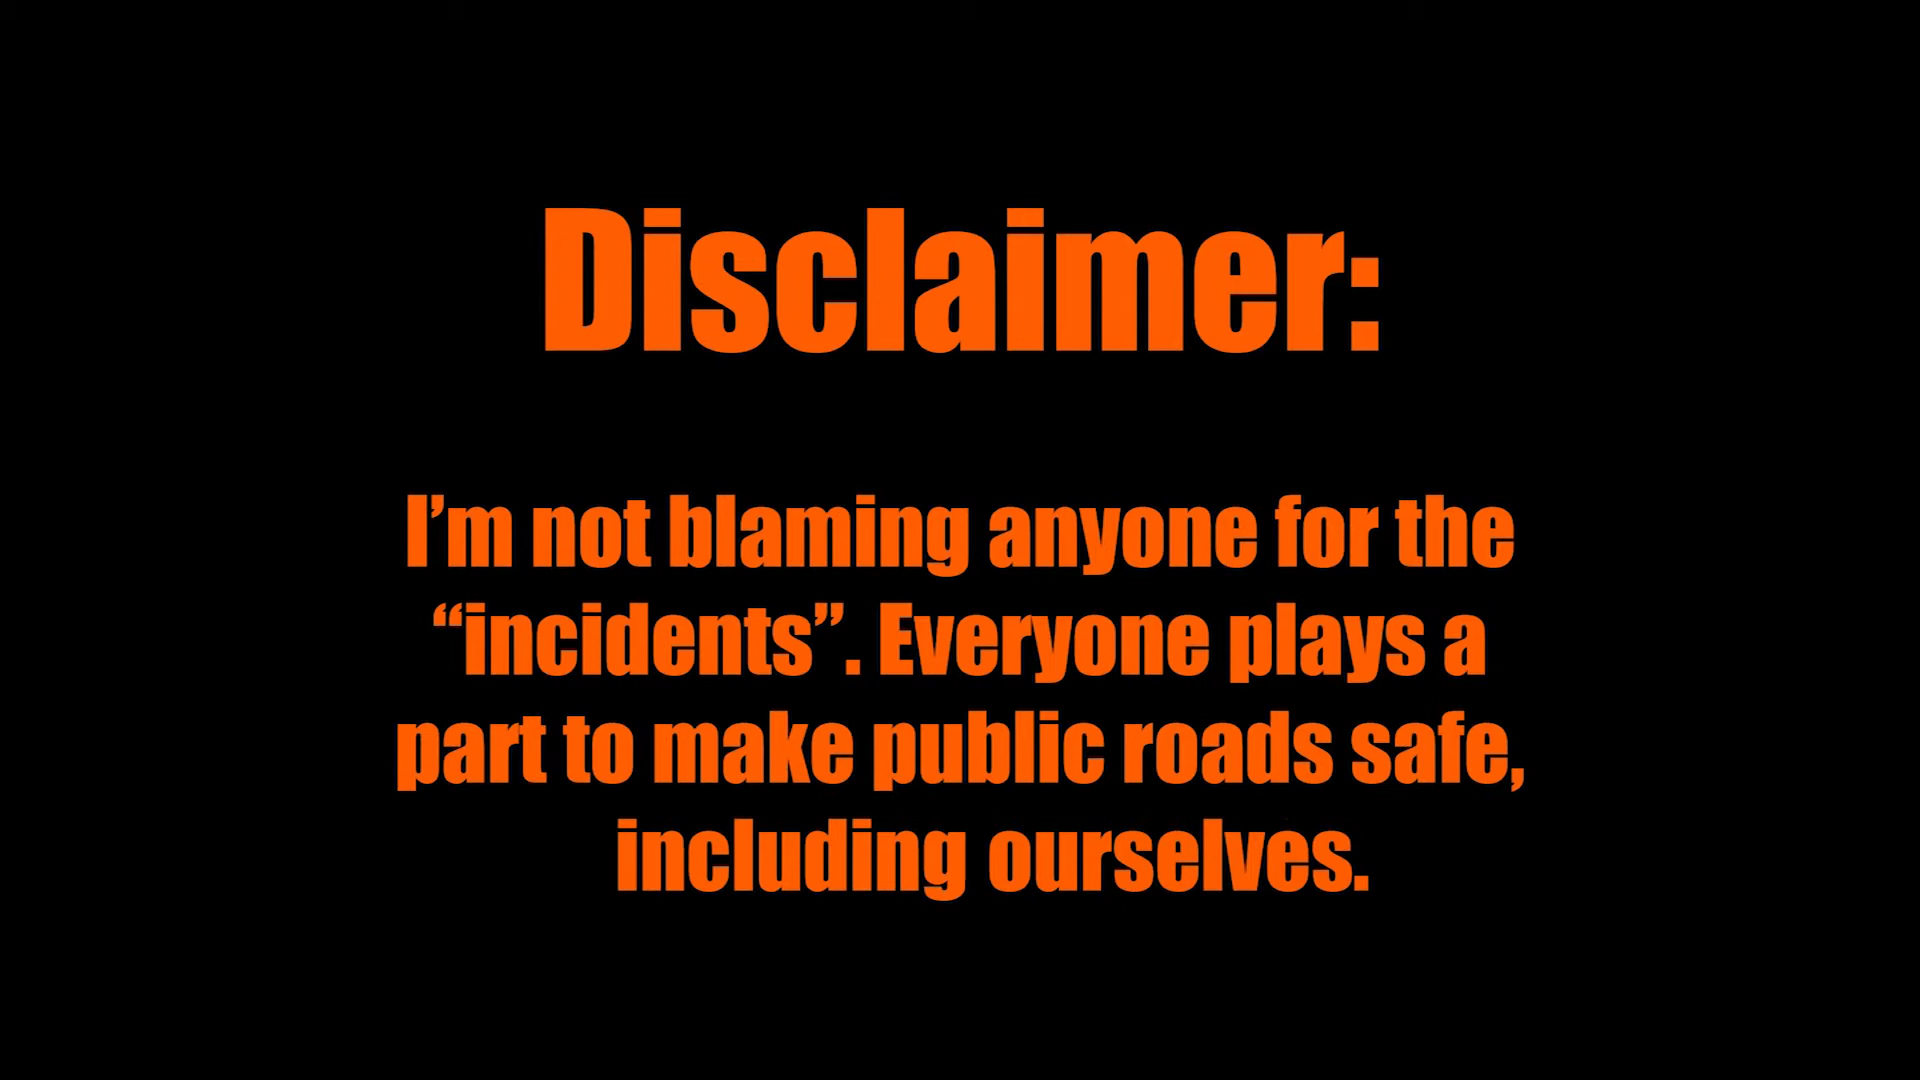 Disclaimer:
I’m not blaming anyone for the
“incidents”. Everyone plays a
part to make public roads safe,
including ourselves.